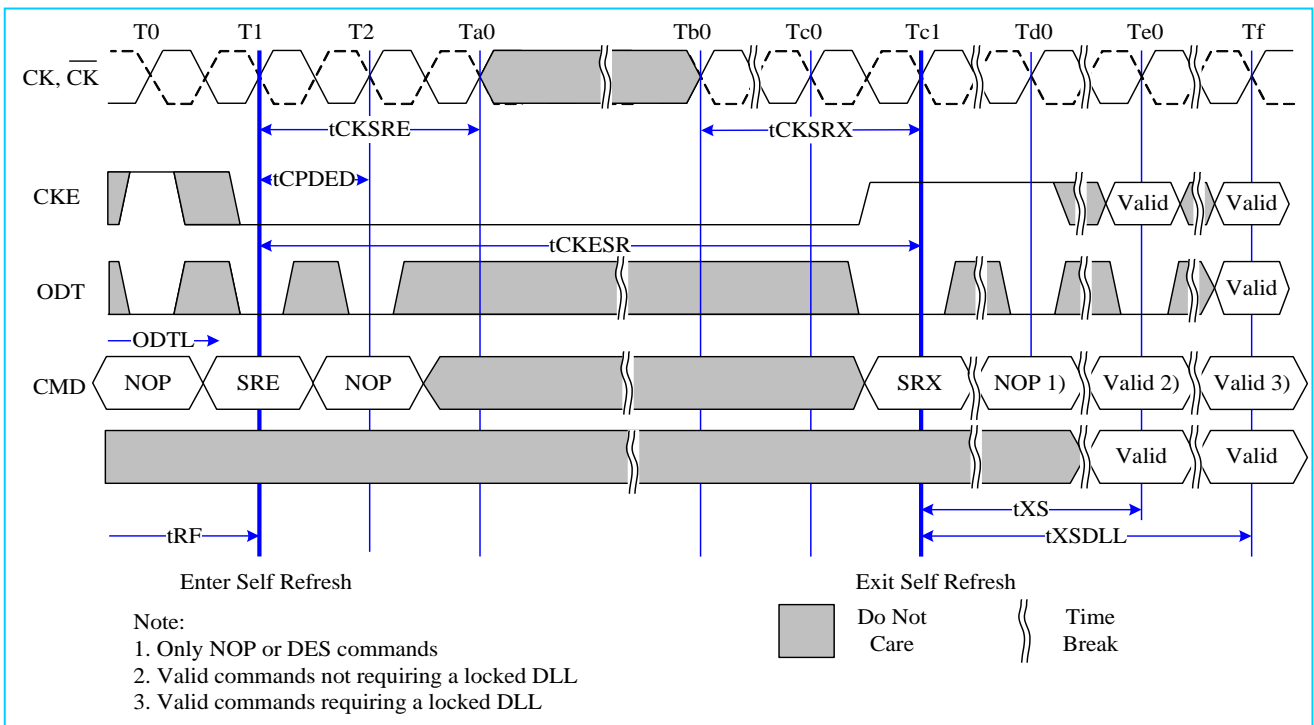 T0 T1 T2 Ta0 Tb0 Tc0 Tc1 Td0 Te0 Tf
CK, CK
tCKSRE tCKSRX
tCPDED
CKE Valid Valid
tCKESR
ODT Valid
ODTL
CMD NOP SRE NOP SRX NOP 1) Valid 2) Valid 3)
Valid Valid
tXS
tRF tXSDLL
Enter Self Refresh Exit Self Refresh
Do Not Care
Time Break
Note:
1. Only NOP or DES commands
2. Valid commands not requiring a locked DLL
3. Valid commands requiring a locked DLL